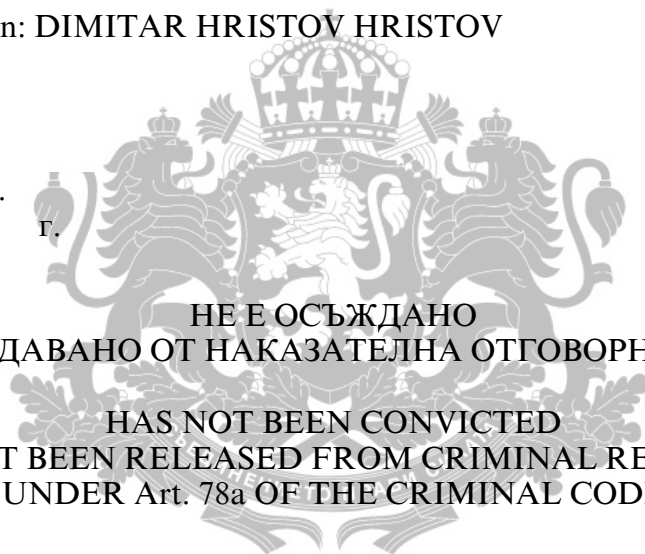 n: DIMITAR HRISTOV HRISTOV
.
г.
НЕ Е ОСЪЖДАНО
ДАВАНО ОТ НАКАЗАТЕЛНА ОТГОВОРН
HAS NOT BEEN CONVICTED
T BEEN RELEASED FROM CRIMINAL RE
UNDER Art. 78a OF THE CRIMINAL COD